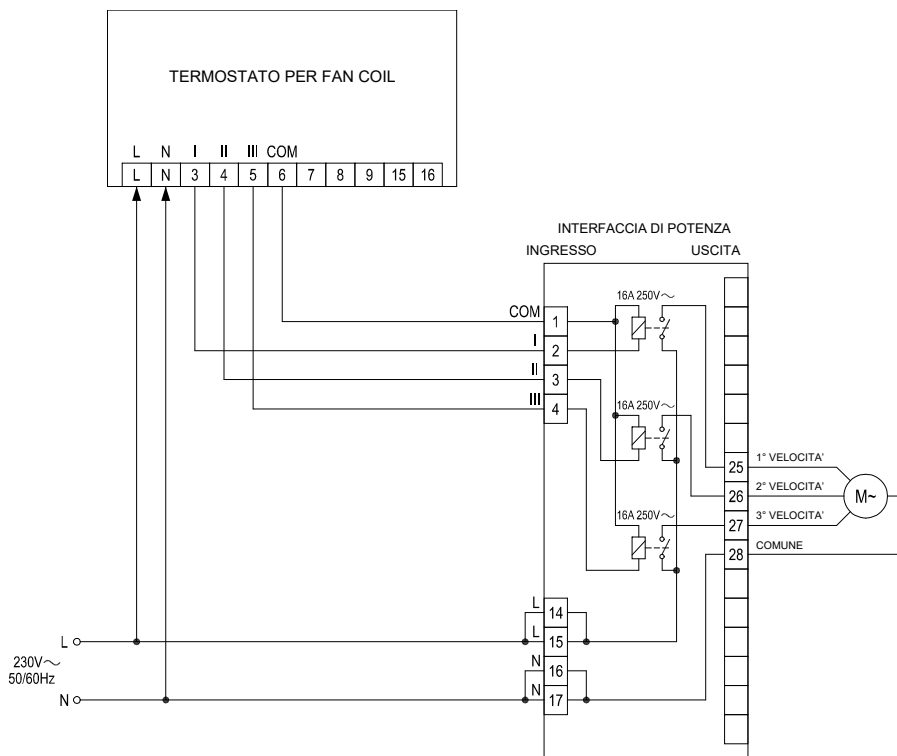 TERMOSTATO PER FAN COIL
L N I II III COM
L N 3 4 5 6 7 8 9 15 16
INTERFACCIA DI POTENZA
INGRESSO USCITA
16A 250V~
COM 1
I 2
II 3
III 4
16A 250V~
16A 250V~
25 1° VELOCITA'
26 2° VELOCITA'
27 3° VELOCITA'
28 COMUNE
M~
L 14
L 15
N 16
N 17
L
230V~
50/60Hz
N